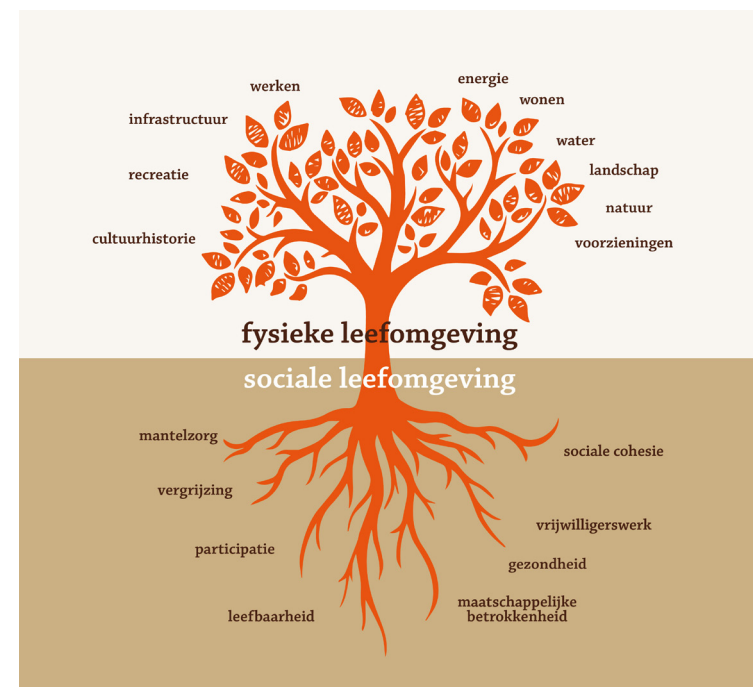 werken
energie
wonen
infrastructuur
water
landschap
recreatie
natuur
cultuurhistorie
voorzieningen
fysieke leefomgeving
sociale leefomgeving
mantelzorg
sociale cohesie
vergrijzing
vrijwilligerswerk
participatie
gezondheid
maatschappelijke
betrokkenheid
leefbaarheid